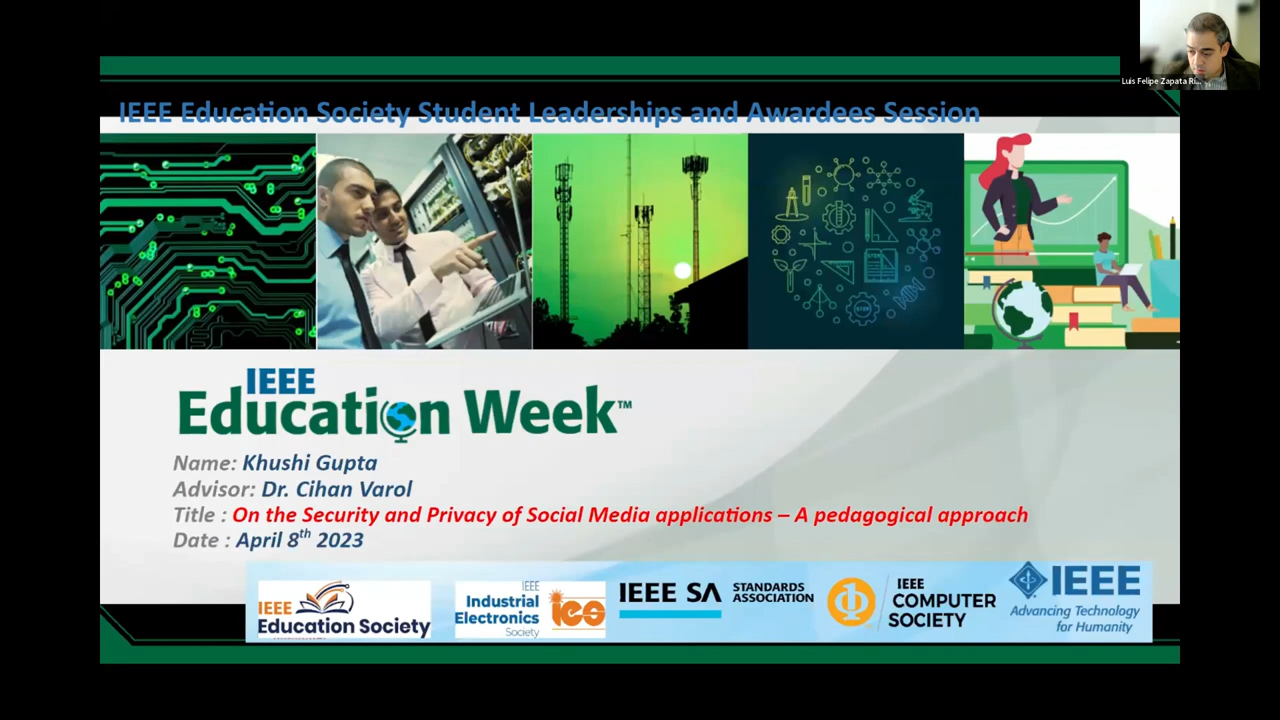 Luis Felipe Zapata Ri...
IEEE Education Society Student Leaderships and Awardees Session
IEEE
Education Week™
Name: Khushi Gupta
Advisor: Dr. Cihan Varol
Title : On the Security and Privacy of Social Media applications – A pedagogical approach
Date : April 8th 2023
IEEE
Education Society
IEEE
Industrial
Electronics
Society
ies
IEEE SA
STANDARDS
ASSOCIATION
IEEE
COMPUTER
SOCIETY
IEEE
Advancing Technology
for Humanity